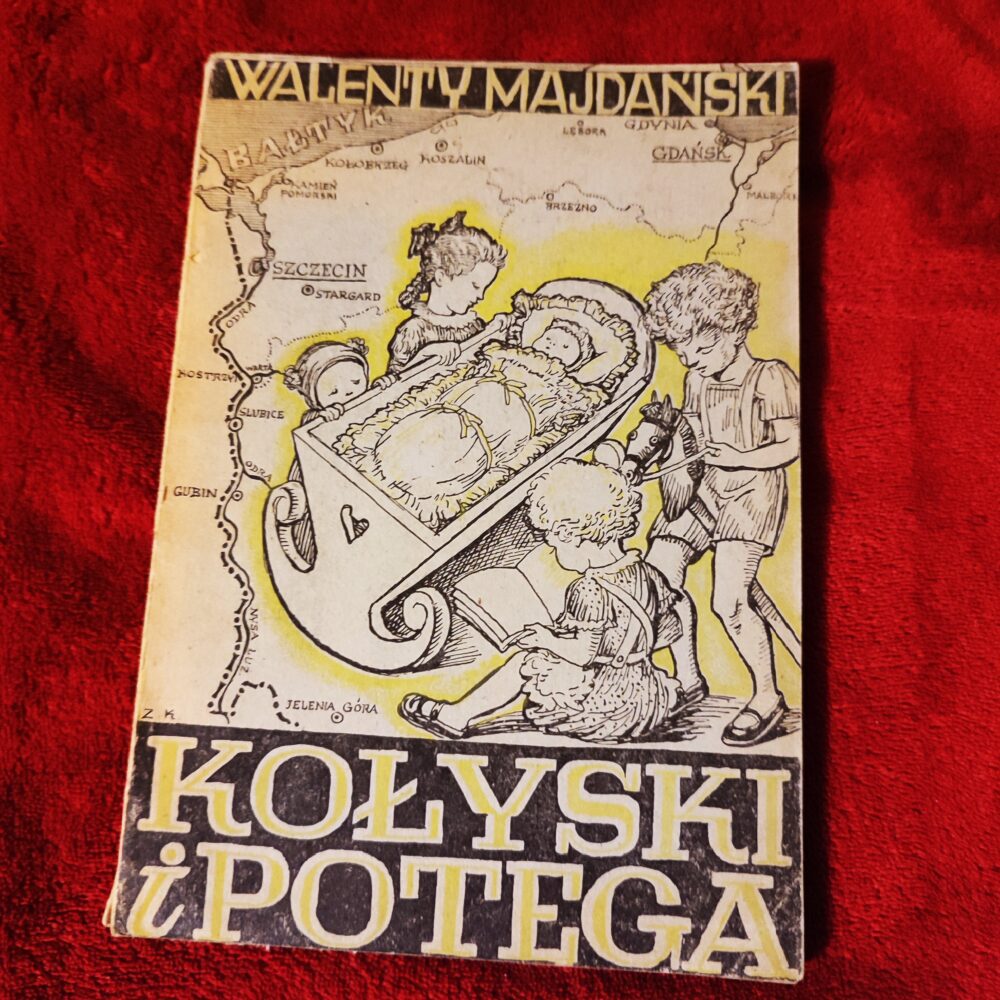 WALENTY MAJDAŃSKI
BAŁTYK
LĘBORK
GDYNIA
KOŁOBRZEG
KOSZALIN
GDAŃSK
KAMIEŃ
POMORSKI
BRZEŹNO
MALBORK
SZCZECIN
STARGARD
ODRA
KOSTRZYN
WARTA
SŁUBICE
ODRA
GUBIN
NYSA ŁUŻ.
JELENIA GÓRA
Z K
KOŁYSKI
i POTEGA